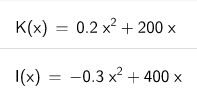 K(x) = 0.2 x² + 200 x
I(x) = −0.3 x² + 400 x